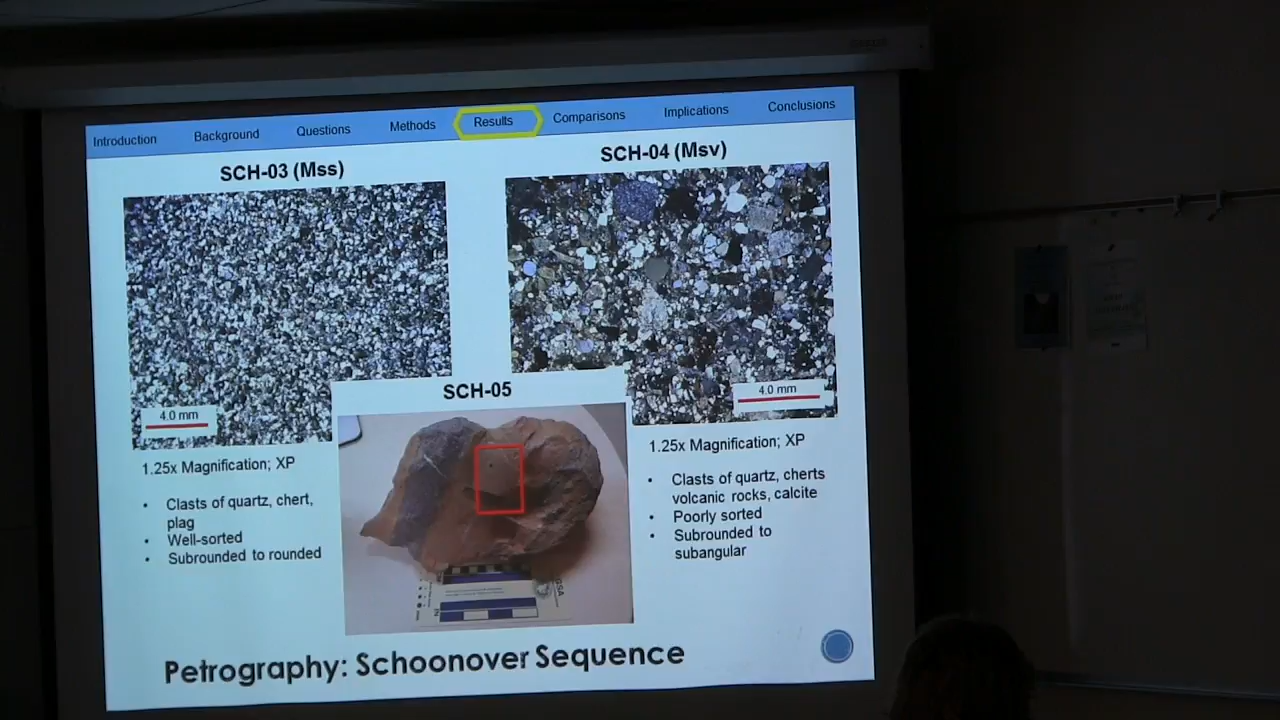 Introduction
Background
Questions
Methods
Results
Comparisons
Implications
Conclusions
SCH-03 (Mss)
SCH-04 (Msv)
4.0 mm
4.0 mm
SCH-05
1.25x Magnification; XP
• Clasts of quartz, chert,
plag
• Well-sorted
• Subrounded to rounded
1.25x Magnification; XP
• Clasts of quartz, cherts
volcanic rocks, calcite
• Poorly sorted
• Subrounded to
subangular
Petrography: Schoonover Sequence